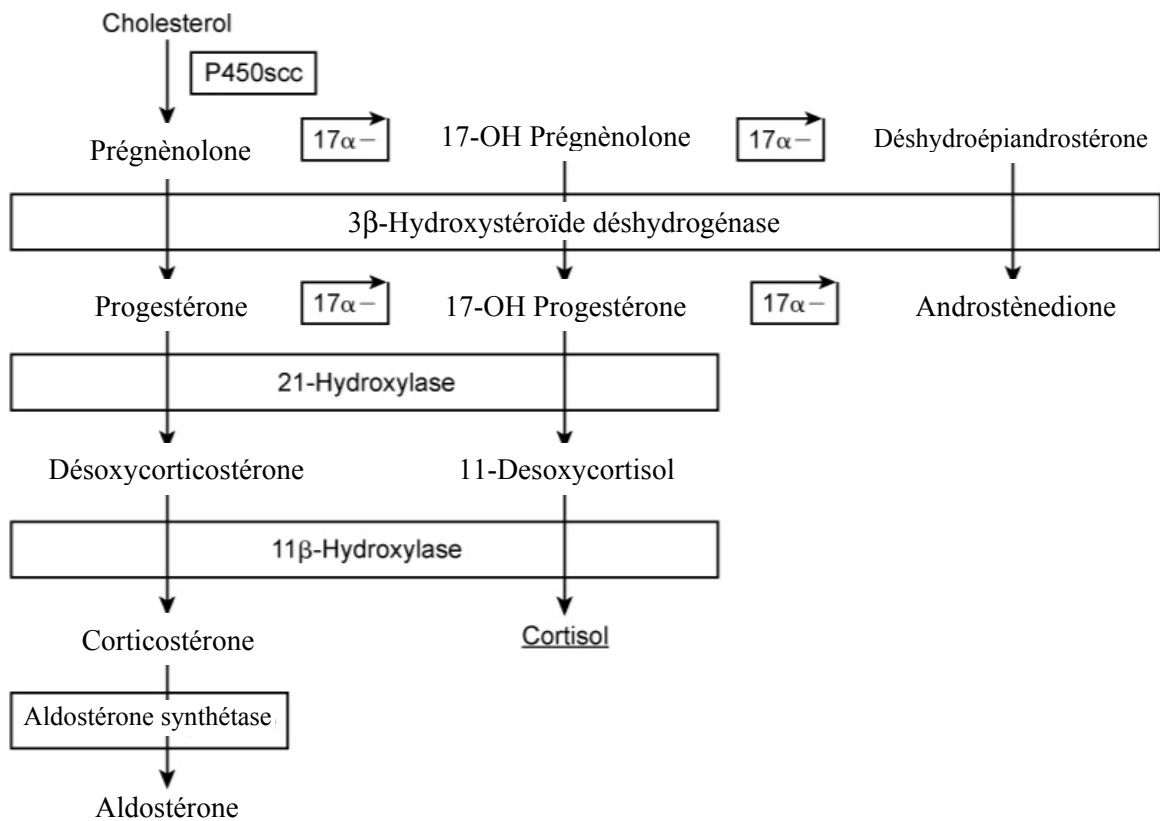 Cholesterol
P450scc
Prégnènolone 17α− 17-OH Prégnènolone 17α− Déshydroépiandrostérone
3β-Hydroxystéroïde déshydrogénase
Progestérone 17α− 17-OH Progestérone 17α− Androstènedione
21-Hydroxylase
Désoxycorticostérone 11-Desoxycortisol
11β-Hydroxylase
Corticostérone Cortisol
Aldostérone synthétase
Aldostérone